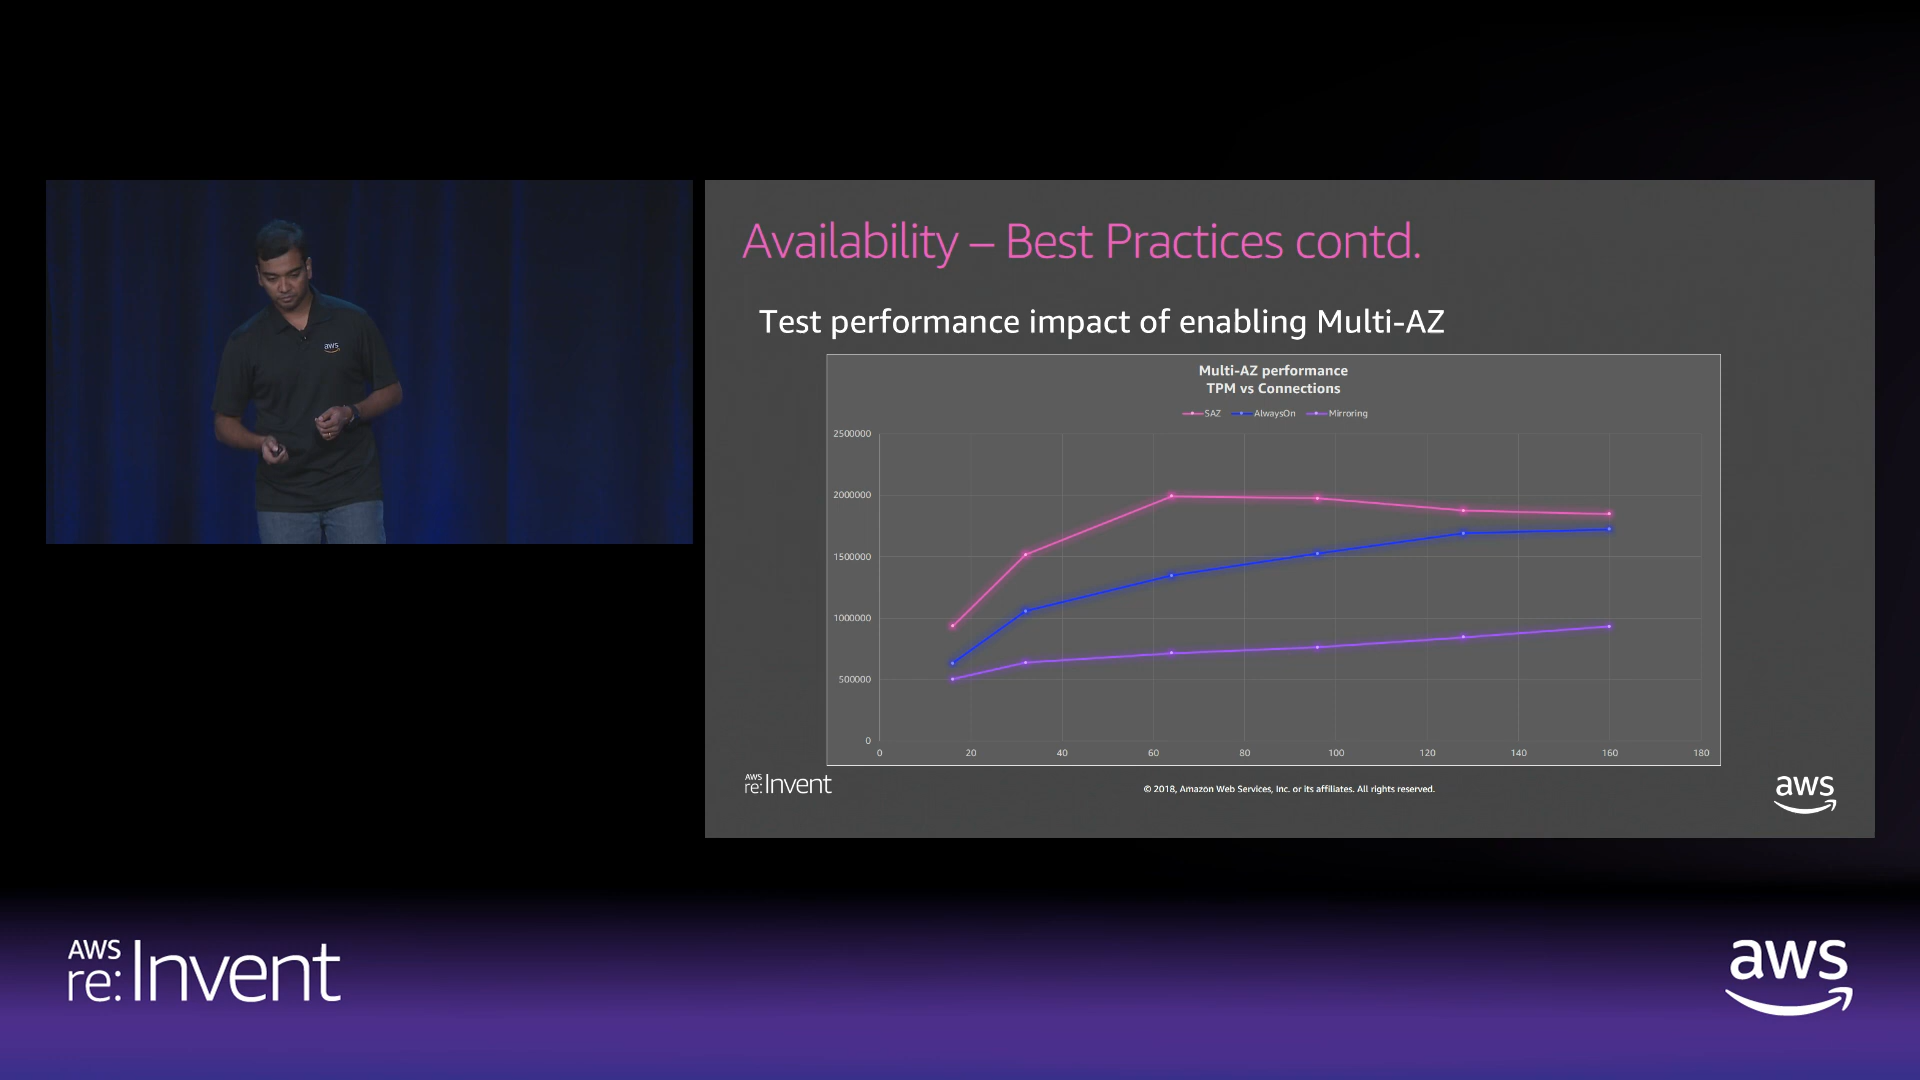 aws
Availability – Best Practices contd.
Test performance impact of enabling Multi-AZ
Multi-AZ performance
TPM vs Connections
SAZ AlwaysOn Mirroring
2500000
2000000
1500000
1000000
500000
0
0 20 40 60 80 100 120 140 160 180
AWS
re:Invent
© 2018, Amazon Web Services, Inc. or its affiliates. All rights reserved.
aws
AWS
re:Invent
aws